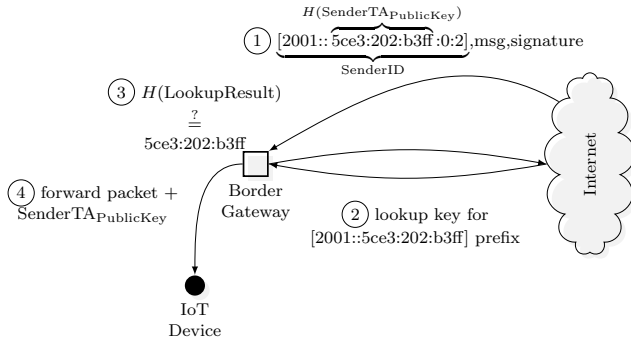 H(SenderTA_PublicKey)
1 [2001:: 5ce3:202:b3ff :0:2],msg,signature
SenderID
3 H(LookupResult)
?
=
5ce3:202:b3ff
Internet
4 forward packet +
SenderTA_PublicKey
Border
Gateway
2 lookup key for
[2001::5ce3:202:b3ff] prefix
IoT
Device